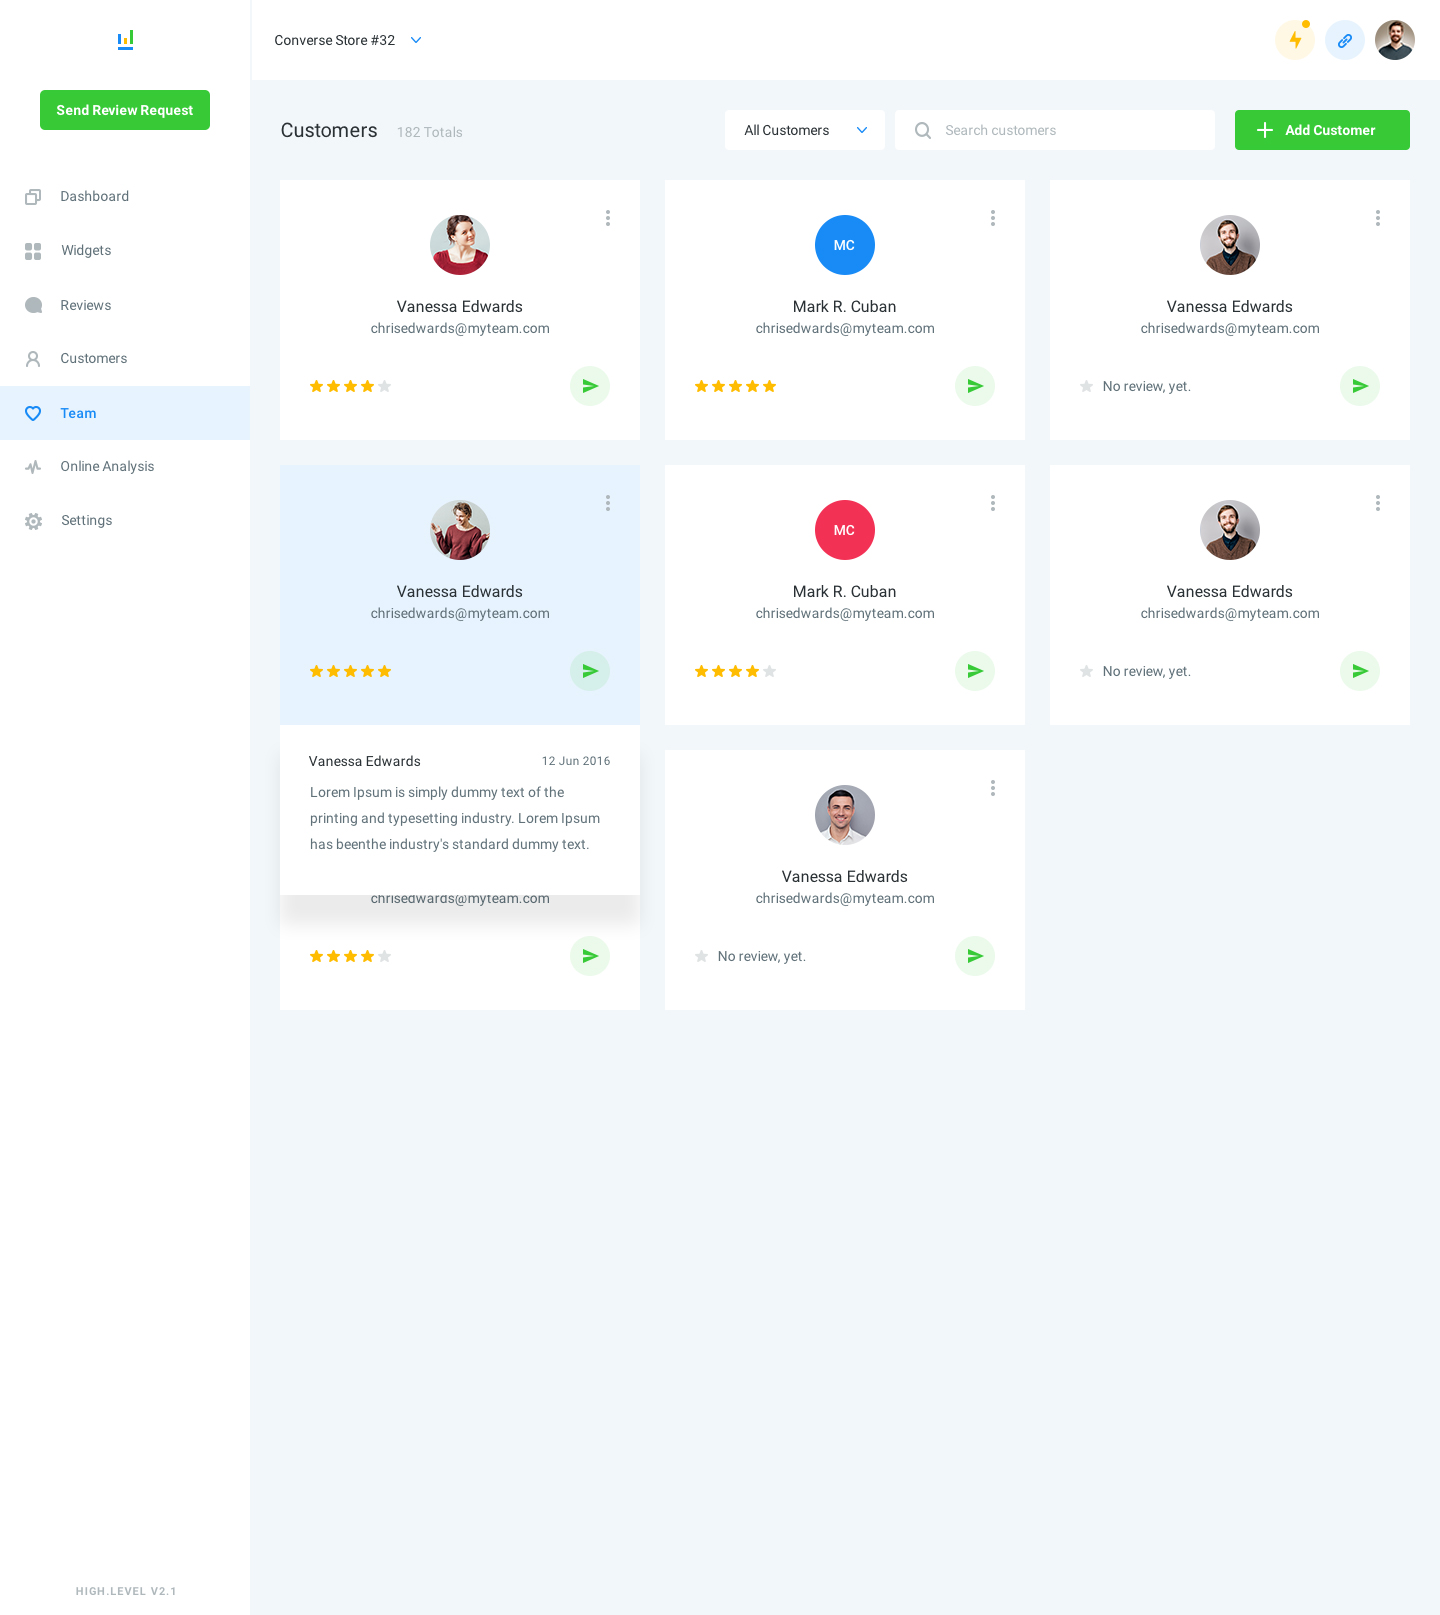 Converse Store #32
Send Review Request
Dashboard
Widgets
Reviews
Customers
Team
Online Analysis
Settings
HIGH.LEVEL V2.1
Customers 182 Totals
All Customers
Search customers
Add Customer
Vanessa Edwards
chrisedwards@myteam.com
MC
Mark R. Cuban
chrisedwards@myteam.com
Vanessa Edwards
chrisedwards@myteam.com
No review, yet.
Vanessa Edwards
chrisedwards@myteam.com
MC
Mark R. Cuban
chrisedwards@myteam.com
Vanessa Edwards
chrisedwards@myteam.com
No review, yet.
Vanessa Edwards 12 Jun 2016
Lorem Ipsum is simply dummy text of the
printing and typesetting industry. Lorem Ipsum
has beenthe industry's standard dummy text.
chrisedwards@myteam.com
Vanessa Edwards
chrisedwards@myteam.com
No review, yet.